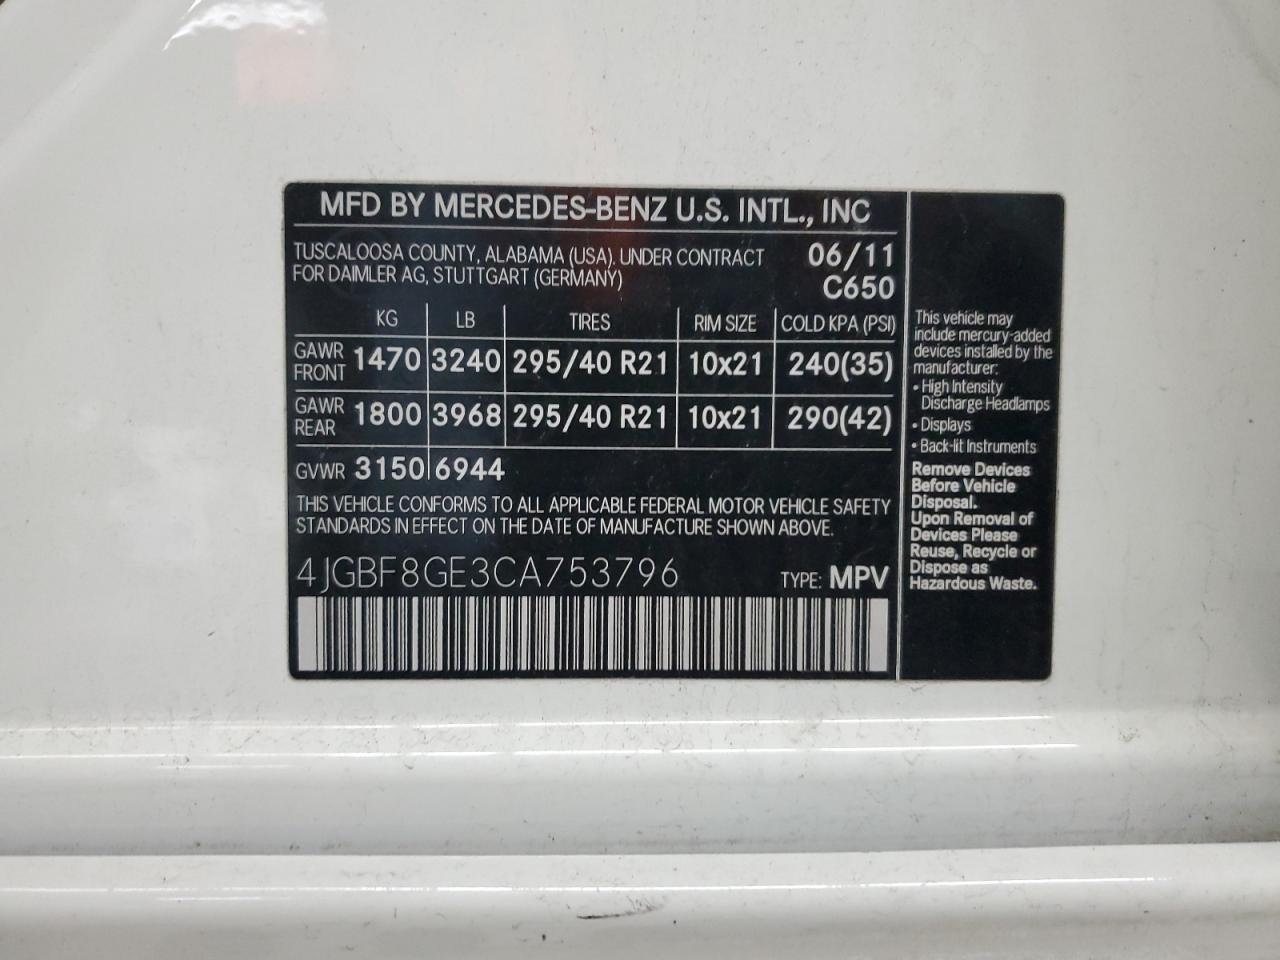 MFD BY MERCEDES-BENZ U.S. INTL., INC
TUSCALOOSA COUNTY, ALABAMA (USA), UNDER CONTRACT
FOR DAIMLER AG, STUTTGART (GERMANY)
06/11
C650
KG LB TIRES RIM SIZE COLD KPA (PSI)
GAWR FRONT 1470 3240 295/40 R21 10x21 240(35)
GAWR REAR 1800 3968 295/40 R21 10x21 290(42)
GVWR 3150 6944
THIS VEHICLE CONFORMS TO ALL APPLICABLE FEDERAL MOTOR VEHICLE SAFETY
STANDARDS IN EFFECT ON THE DATE OF MANUFACTURE SHOWN ABOVE.
4JGBF8GE3CA753796 TYPE: MPV
This vehicle may
include mercury-added
devices installed by the
manufacturer:
• High Intensity
Discharge Headlamps
• Displays
• Back-lit Instruments
Remove Devices
Before Vehicle
Disposal.
Upon Removal of
Devices Please
Reuse, Recycle or
Dispose as
Hazardous Waste.